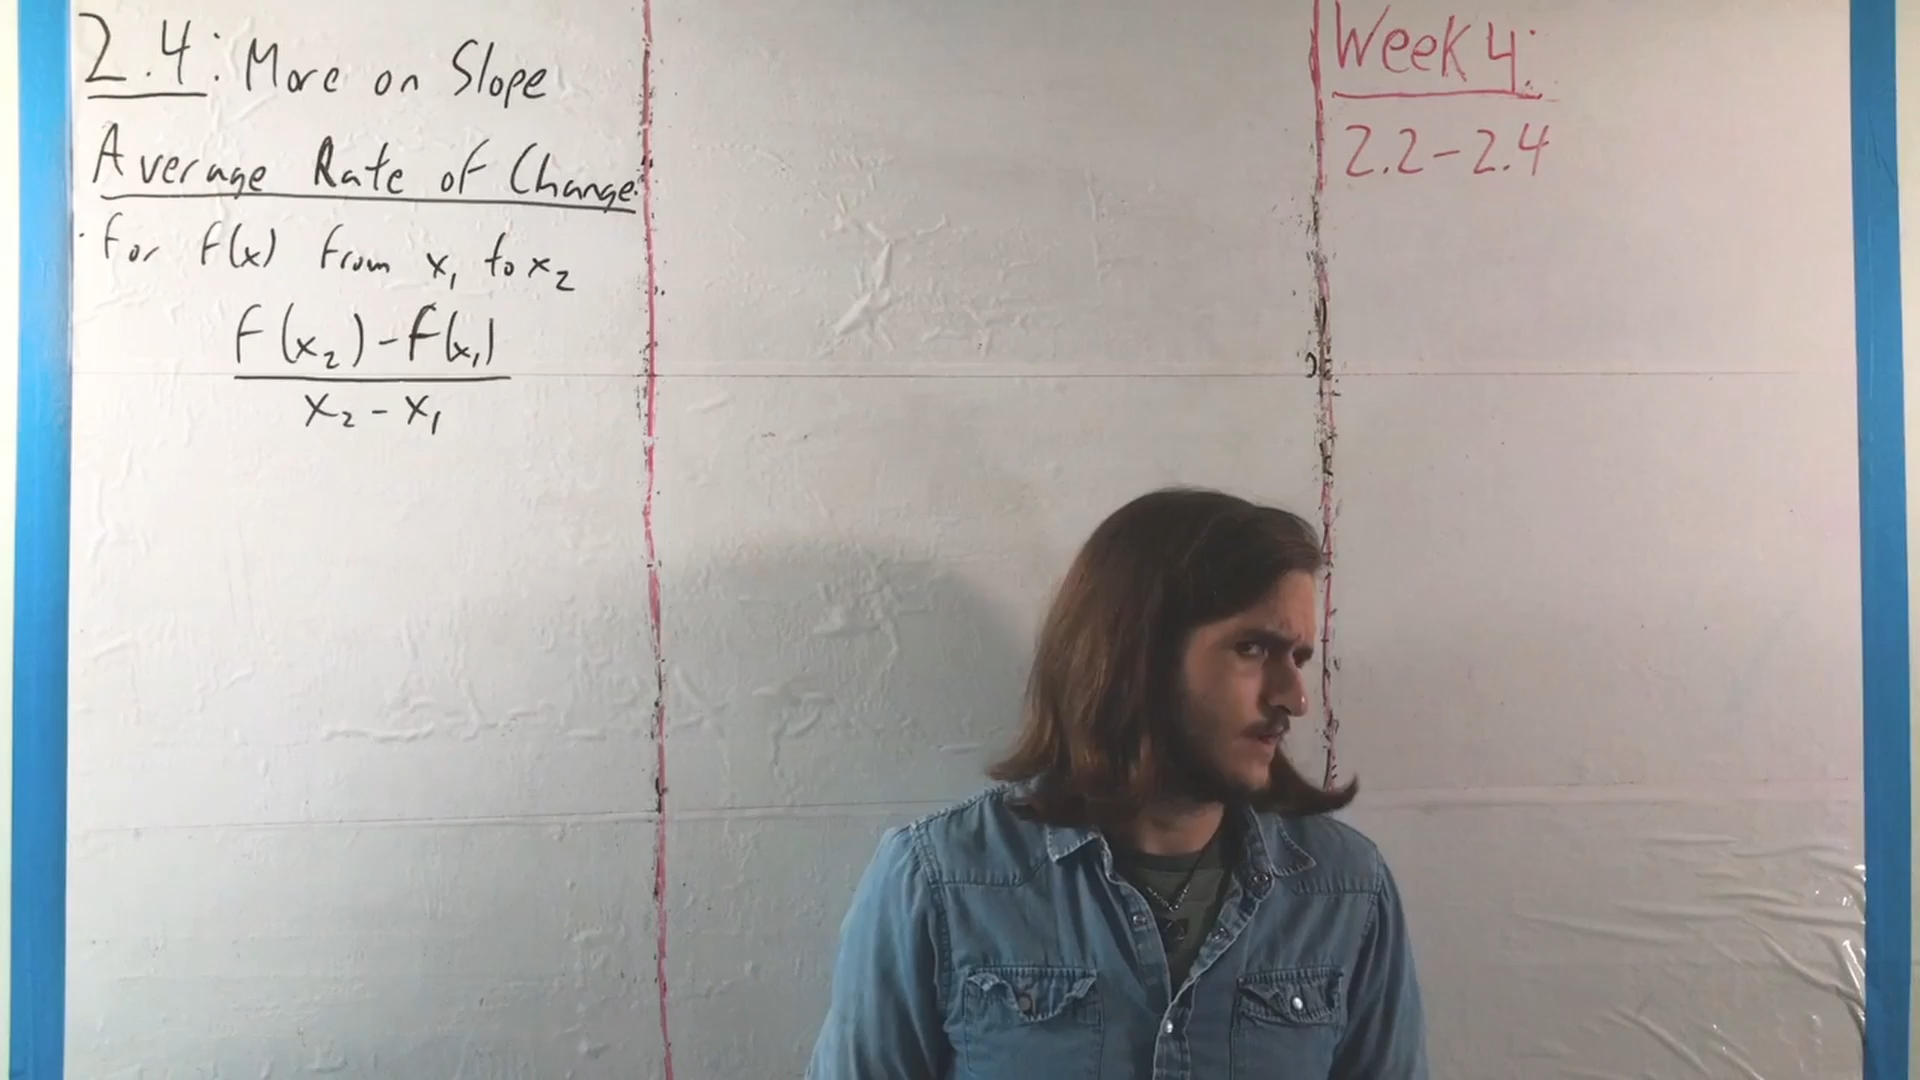 2.4: More on Slope
Average Rate of Change:
· For f(x) from x₁ to x₂
f(x₂) - f(x₁)
x₂ - x₁
Week 4:
2.2-2.4